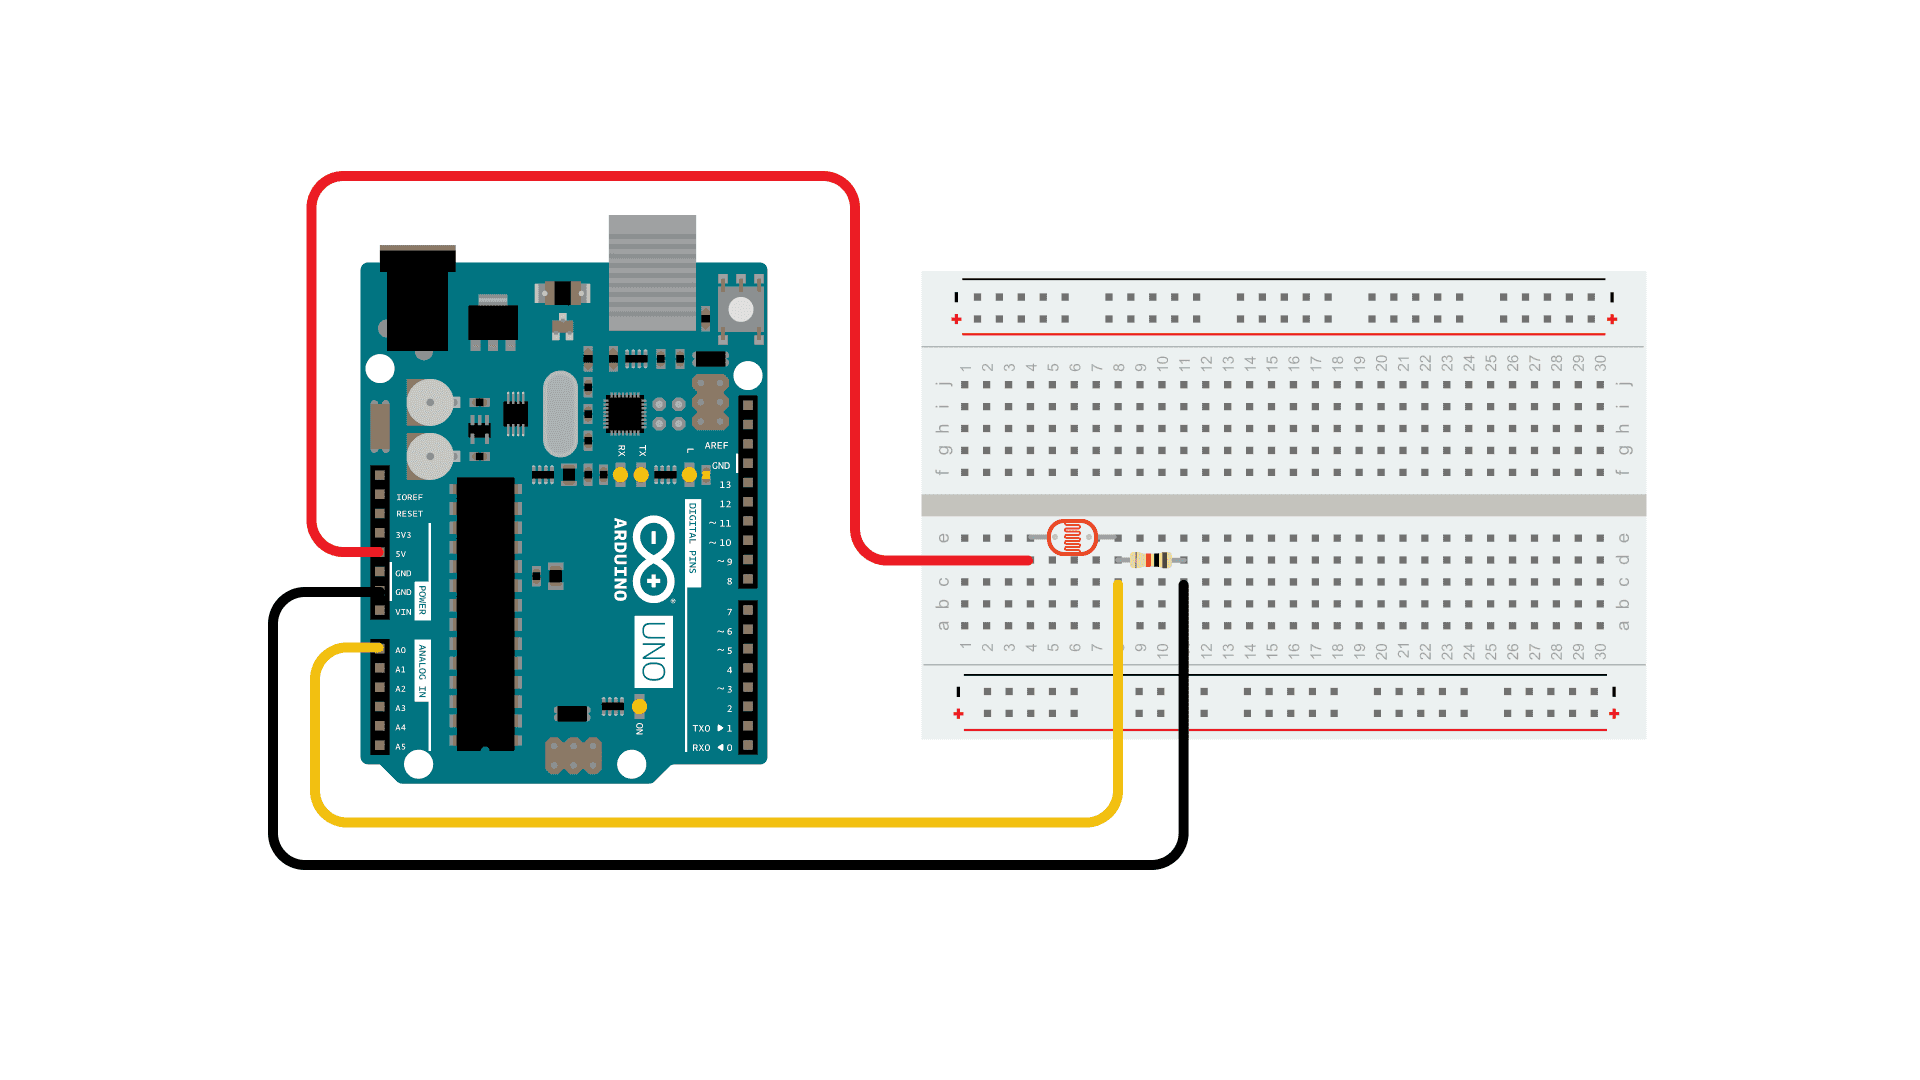 RX
TX
L
AREF
GND
13
12
~ 11
~ 10
~ 9
8
7
~ 6
~ 5
4
~ 3
2
TXO ▶ 1
RXO ◀ 0
DIGITAL PINS
ARDUINO
®
UNO
ON
IOREF
RESET
3V3
5V
GND
GND
VIN
POWER
A0
A1
A2
A3
A4
A5
ANALOG IN
+ +
1 2 3 4 5 6 7 8 9 10 11 12 13 14 15 16 17 18 19 20 21 22 23 24 25 26 27 28 29 30
j j
i i
h h
g g
f f
e e
d d
c c
b b
a a
1 2 3 4 5 6 7 9 10 12 13 14 15 16 17 18 19 20 21 22 23 24 25 26 27 28 29 30
+ +